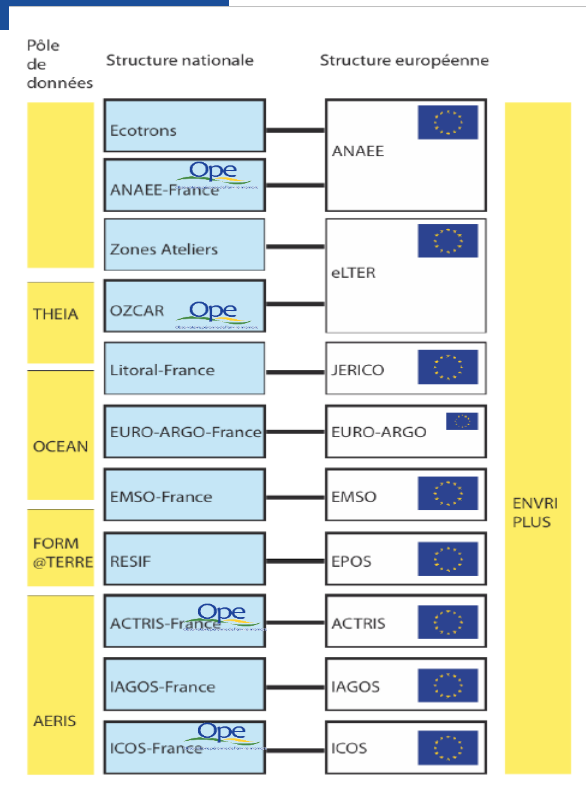 Pôle
de
données
Structure nationale
Structure européenne
Ecotrons
ANAEE
ANAEE-France
Ope
Zones Ateliers
eLTER
THEIA
OZCAR
Ope
Litoral-France
JERICO
OCEAN
EURO-ARGO-France
EURO-ARGO
EMSO-France
EMSO
ENVRI
PLUS
FORM
@TERRE
RESIF
EPOS
ACTRIS-France
Ope
ACTRIS
IAGOS-France
IAGOS
AERIS
ICOS-France
Ope
ICOS